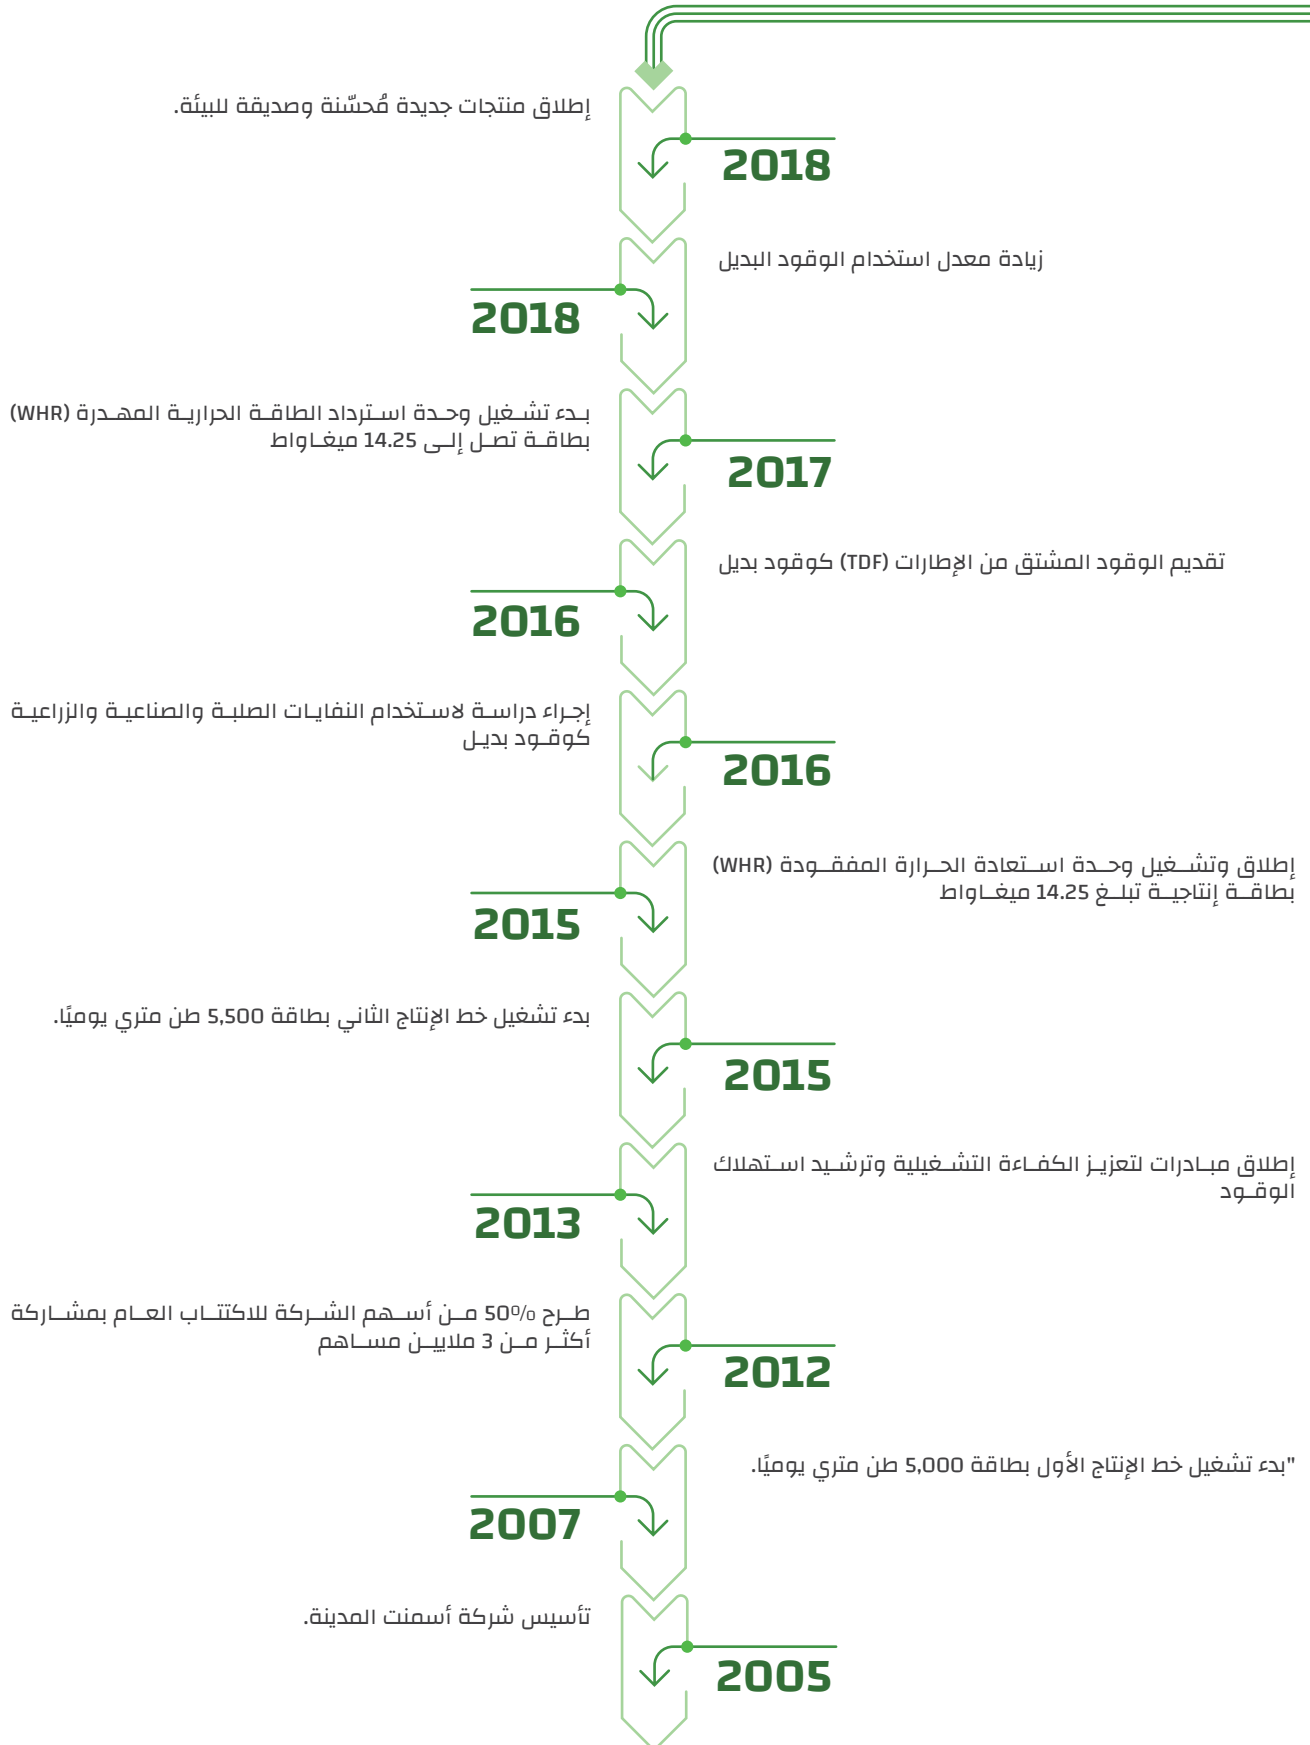 إطلاق منتجات جديدة مُحسّنة وصديقة للبيئة.
2018
زيادة معدل استخدام الوقود البديل
2018
بدء تشغيل وحدة استرداد الطاقة الحرارية المهدرة (WHR)
بطاقة تصل إلى 14.25 ميغاواط
2017
تقديم الوقود المشتق من الإطارات (TDF) كوقود بديل
2016
إجراء دراسة لاستخدام النفايات الصلبة والصناعية والزراعية
كوقود بديل
2016
إطلاق وتشغيل وحدة استعادة الحرارة المفقودة (WHR)
بطاقة إنتاجية تبلغ 14.25 ميغاواط
2015
بدء تشغيل خط الإنتاج الثاني بطاقة 5,500 طن متري يوميًا.
2015
إطلاق مبادرات لتعزيز الكفاءة التشغيلية وترشيد استهلاك
الوقود
2013
طرح 50% من أسهم الشركة للاكتتاب العام بمشاركة
أكثر من 3 ملايين مساهم
2012
"بدء تشغيل خط الإنتاج الأول بطاقة 5,000 طن متري يوميًا.
2007
تأسيس شركة أسمنت المدينة.
2005